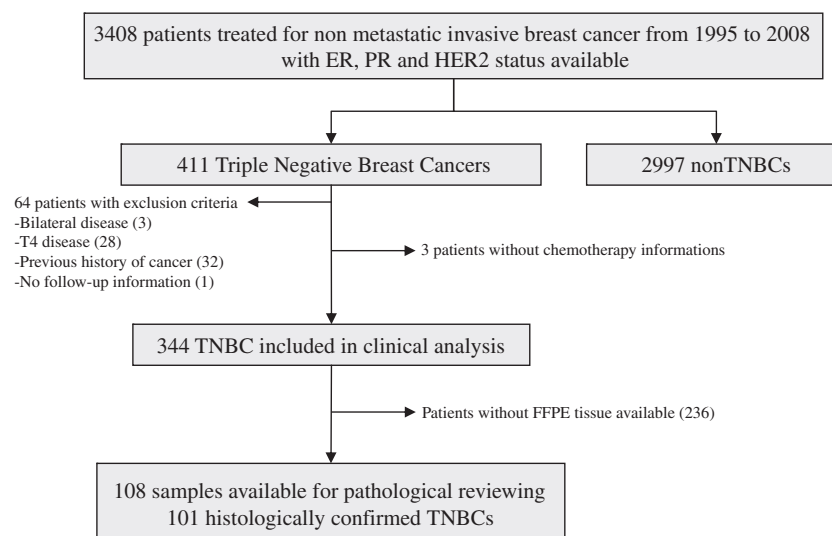 3408 patients treated for non metastatic invasive breast cancer from 1995 to 2008
with ER, PR and HER2 status available
411 Triple Negative Breast Cancers
2997 nonTNBCs
64 patients with exclusion criteria
-Bilateral disease (3)
-T4 disease (28)
-Previous history of cancer (32)
-No follow-up information (1)
3 patients without chemotherapy informations
344 TNBC included in clinical analysis
Patients without FFPE tissue available (236)
108 samples available for pathological reviewing
101 histologically confirmed TNBCs